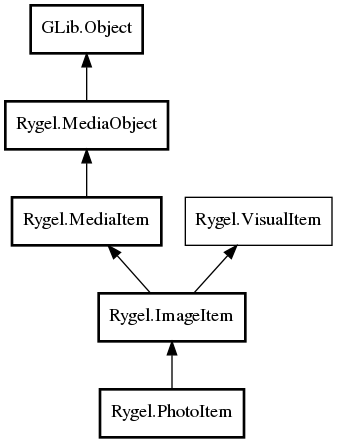 GLib.Object
Rygel.MediaObject
Rygel.MediaItem
Rygel.VisualItem
Rygel.ImageItem
Rygel.PhotoItem